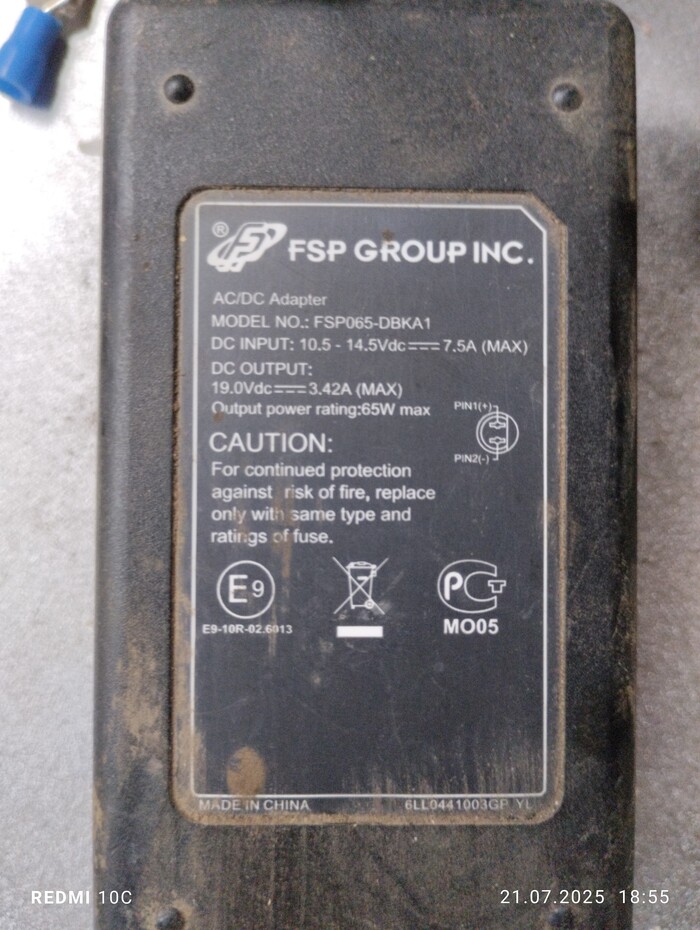 ® FSP GROUP INC.
AC/DC Adapter
MODEL NO.: FSP065-DBKA1
DC INPUT: 10.5 - 14.5Vdc⎓7.5A (MAX)
DC OUTPUT:
19.0Vdc⎓3.42A (MAX)
Output power rating:65W max
PIN1(+)
PIN2(-)
CAUTION:
For continued protection
against risk of fire, replace
only with same type and
ratings of fuse.
E9
E9-10R-02.6013
PCT
MO05
MADE IN CHINA 6LL0441003GP YL
REDMI 10C 21.07.2025 18:55